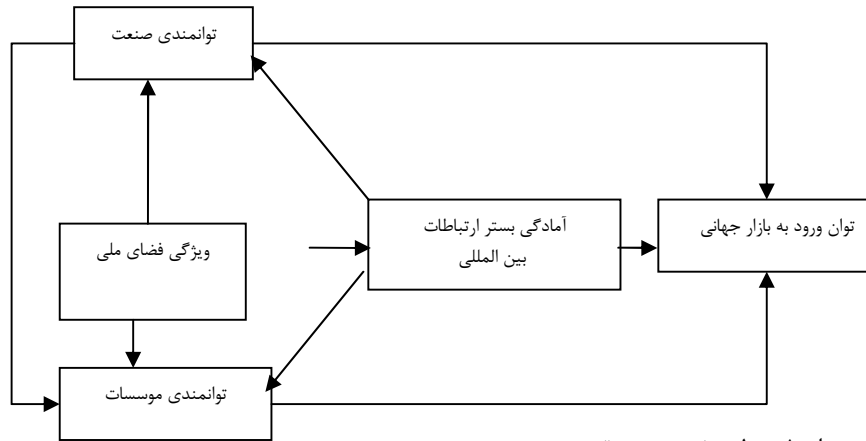 توانمندی صنعت
ویژگی فضای ملی
آمادگی بستر ارتباطات
بین المللی
توان ورود به بازار جهانی
توانمندی موسسات